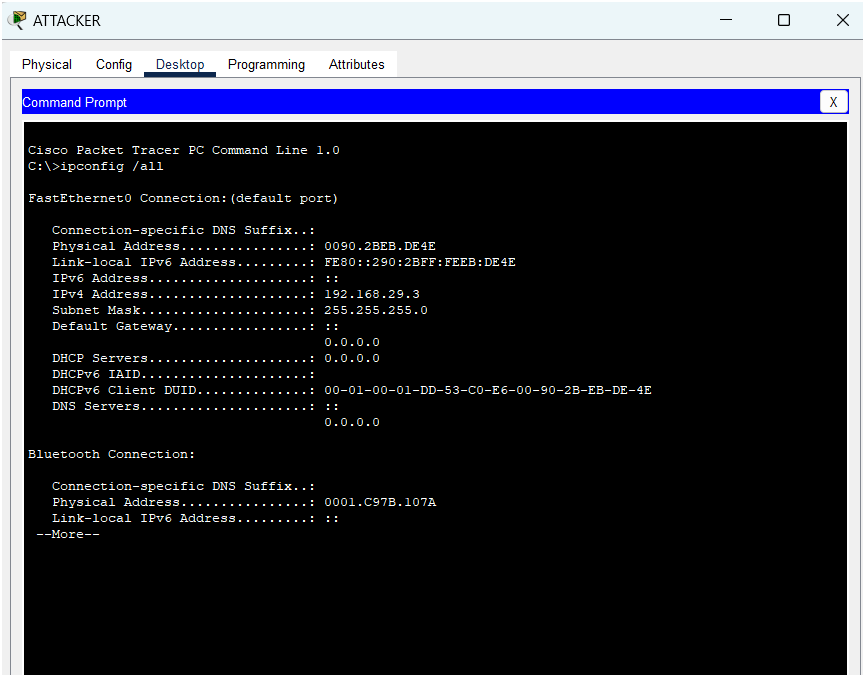 ATTACKER
Physical Config Desktop Programming Attributes
Command Prompt X
Cisco Packet Tracer PC Command Line 1.0
C:\>ipconfig /all
FastEthernet0 Connection:(default port)
Connection-specific DNS Suffix..:
Physical Address................: 0090.2BEB.DE4E
Link-local IPv6 Address.........: FE80::290:2BFF:FEEB:DE4E
IPv6 Address....................: ::
IPv4 Address....................: 192.168.29.3
Subnet Mask.....................: 255.255.255.0
Default Gateway.................: ::
0.0.0.0
DHCP Servers....................: 0.0.0.0
DHCPv6 IAID.....................:
DHCPv6 Client DUID..............: 00-01-00-01-DD-53-C0-E6-00-90-2B-EB-DE-4E
DNS Servers.....................: ::
0.0.0.0
Bluetooth Connection:
Connection-specific DNS Suffix..:
Physical Address................: 0001.C97B.107A
Link-local IPv6 Address.........: ::
--More--